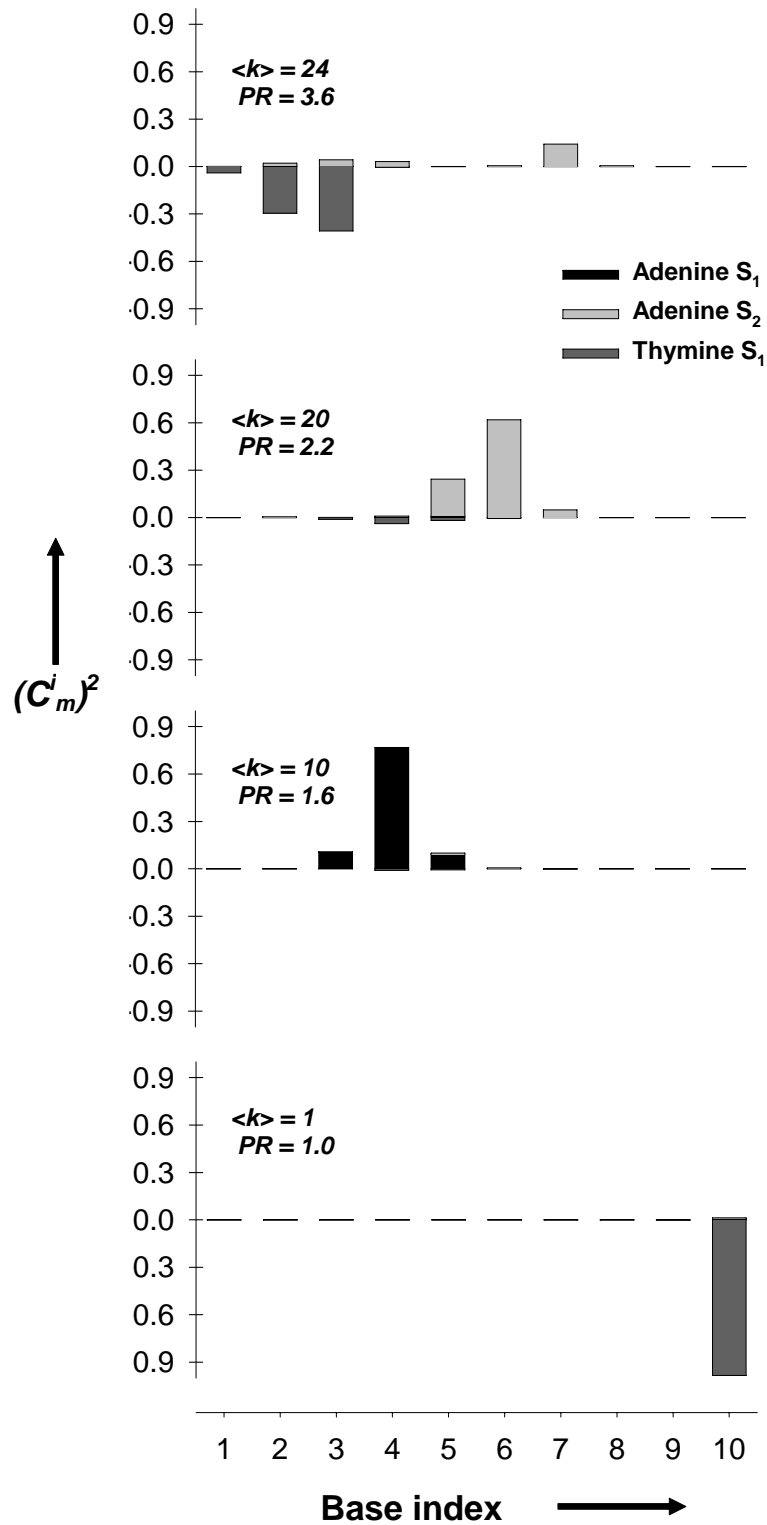 0.9
0.6
0.3
0.0
.0.3
.0.6
.0.9
<k> = 24
PR = 3.6
Adenine S₁
Adenine S₂
Thymine S₁
0.9
0.6
0.3
0.0
.0.3
.0.6
.0.9
<k> = 20
PR = 2.2
(Cⁱₘ)²
0.9
0.6
0.3
0.0
.0.3
.0.6
.0.9
<k> = 10
PR = 1.6
0.9
0.6
0.3
0.0
0.3
0.6
0.9
<k> = 1
PR = 1.0
1 2 3 4 5 6 7 8 9 10
Base index